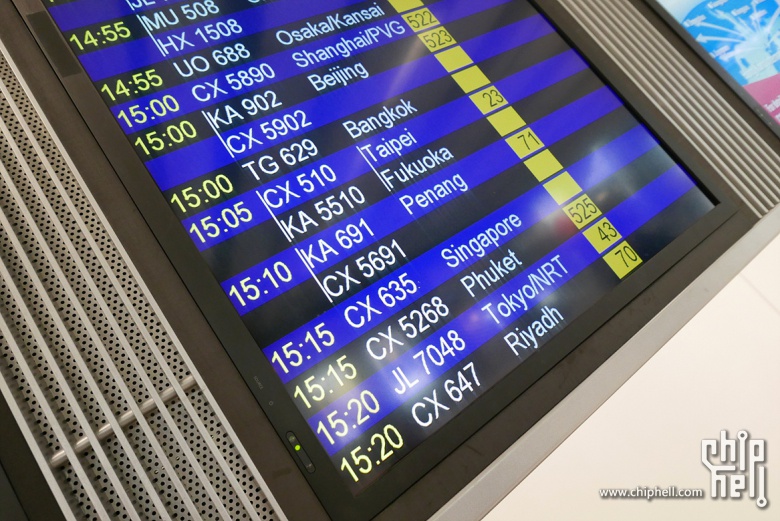 JL
14:55 MU 508
HX 1508
14:55 UO 688 Osaka/Kansai
15:00 CX 5890 Shanghai/PVG 522
15:00 KA 902 Beijing 523
CX 5902
15:00 TG 629 Bangkok
15:05 CX 510 Taipei 23
KA 5510 Fukuoka
15:10 KA 691 Penang 71
CX 5691
15:15 CX 635 Singapore
15:15 CX 5268 Phuket 525
15:20 JL 7048 Tokyo/NRT 43
15:20 CX 647 Riyadh 70
www.chiphell.com
chip hell